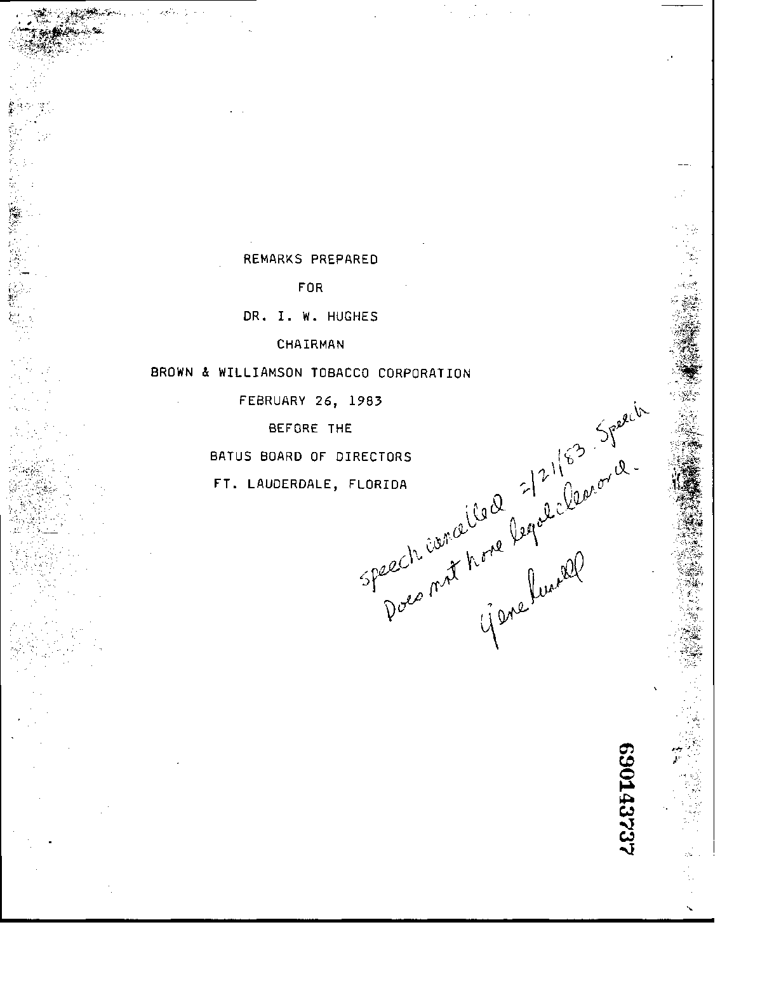 REMARKS PREPARED
FOR
DR. I. W. HUGHES
CHAIRMAN
BROWN & WILLIAMSON TOBACCO CORPORATION
FEBRUARY 26, 1983
BEFORE THE
BATUS BOARD OF DIRECTORS
FT. LAUDERDALE, FLORIDA
Speech cancelled 2/21/83. Speech
Does not have legal clearance.
Gene
690143737